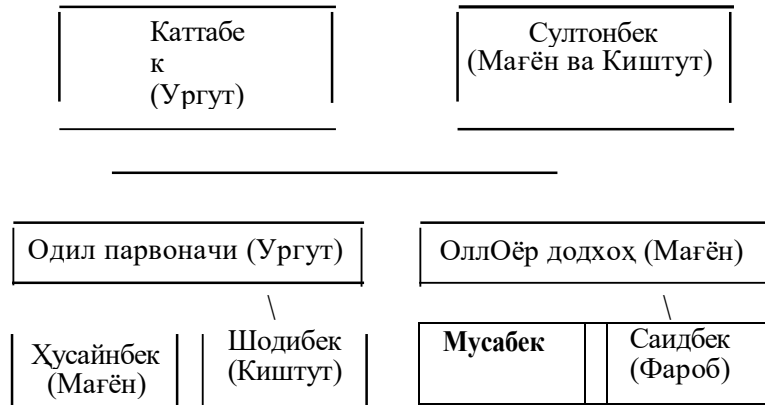 Каттабе
к
(Ургут)
Султонбек
(Мағён ва Киштут)
Одил парвоначи (Ургут)
ОллОёр додхоҳ (Мағён)
Ҳусайнбек
(Мағён)
Шодибек
(Киштут)
Мусабек
Саидбек
(Фароб)